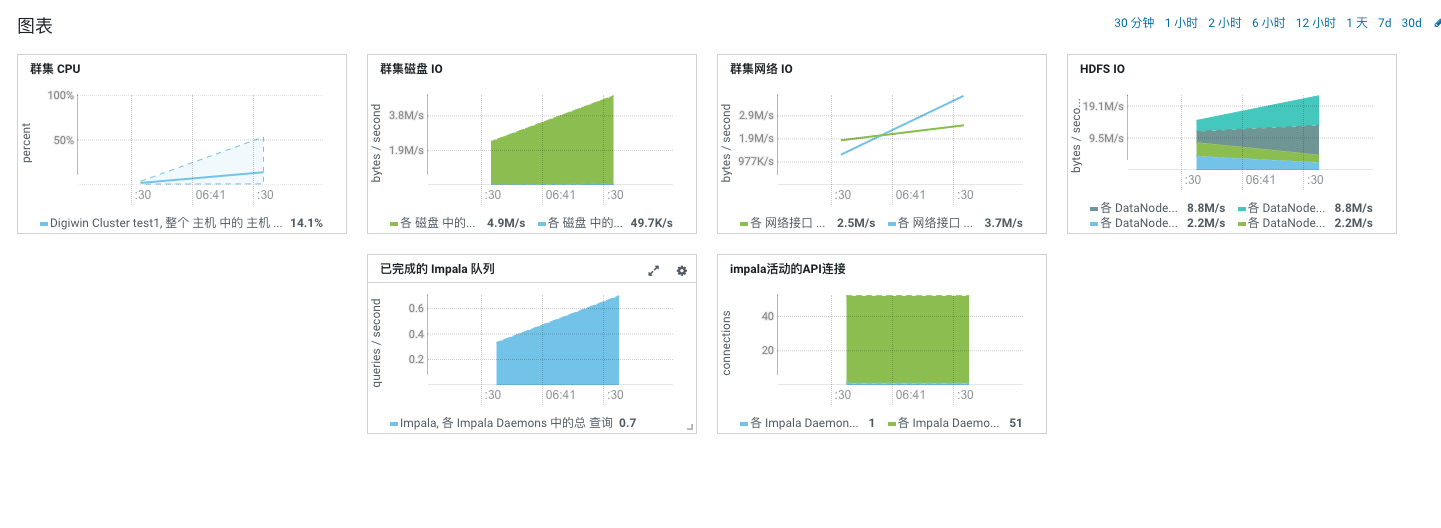 图表
30 分钟 1 小时 2 小时 6 小时 12 小时 1 天 7d 30d
群集 CPU
percent
100%
50%
:30 06:41 :30
Digiwin Cluster test1, 整个 主机 中的 主机 ... 14.1%
群集磁盘 IO
bytes / second
3.8M/s
1.9M/s
:30 06:41 :30
各 磁盘 中的... 4.9M/s 各 磁盘 中的... 49.7K/s
群集网络 IO
bytes / second
2.9M/s
1.9M/s
977K/s
:30 06:41 :30
各 网络接口 ... 2.5M/s 各 网络接口 ... 3.7M/s
HDFS IO
bytes / seco...
19.1M/s
9.5M/s
:30 06:41 :30
各 DataNode... 8.8M/s 各 DataNode... 8.8M/s
各 DataNode... 2.2M/s 各 DataNode... 2.2M/s
已完成的 Impala 队列
queries / second
0.6
0.4
0.2
:30 06:41 :30
Impala, 各 Impala Daemons 中的总 查询 0.7
impala活动的API连接
connections
40
20
:30 06:41 :30
各 Impala Daemon... 1 各 Impala Daemo... 51